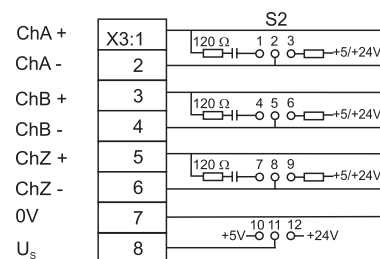 S2
ChA + X3:1 120 Ω 1 2 3
ChA - 2 +5/+24V
ChB + 3 120 Ω 4 5 6
ChB - 4 +5/+24V
ChZ + 5 120 Ω 7 8 9
ChZ - 6 +5/+24V
0V 7
10 11 12
+5V +24V
Us 8